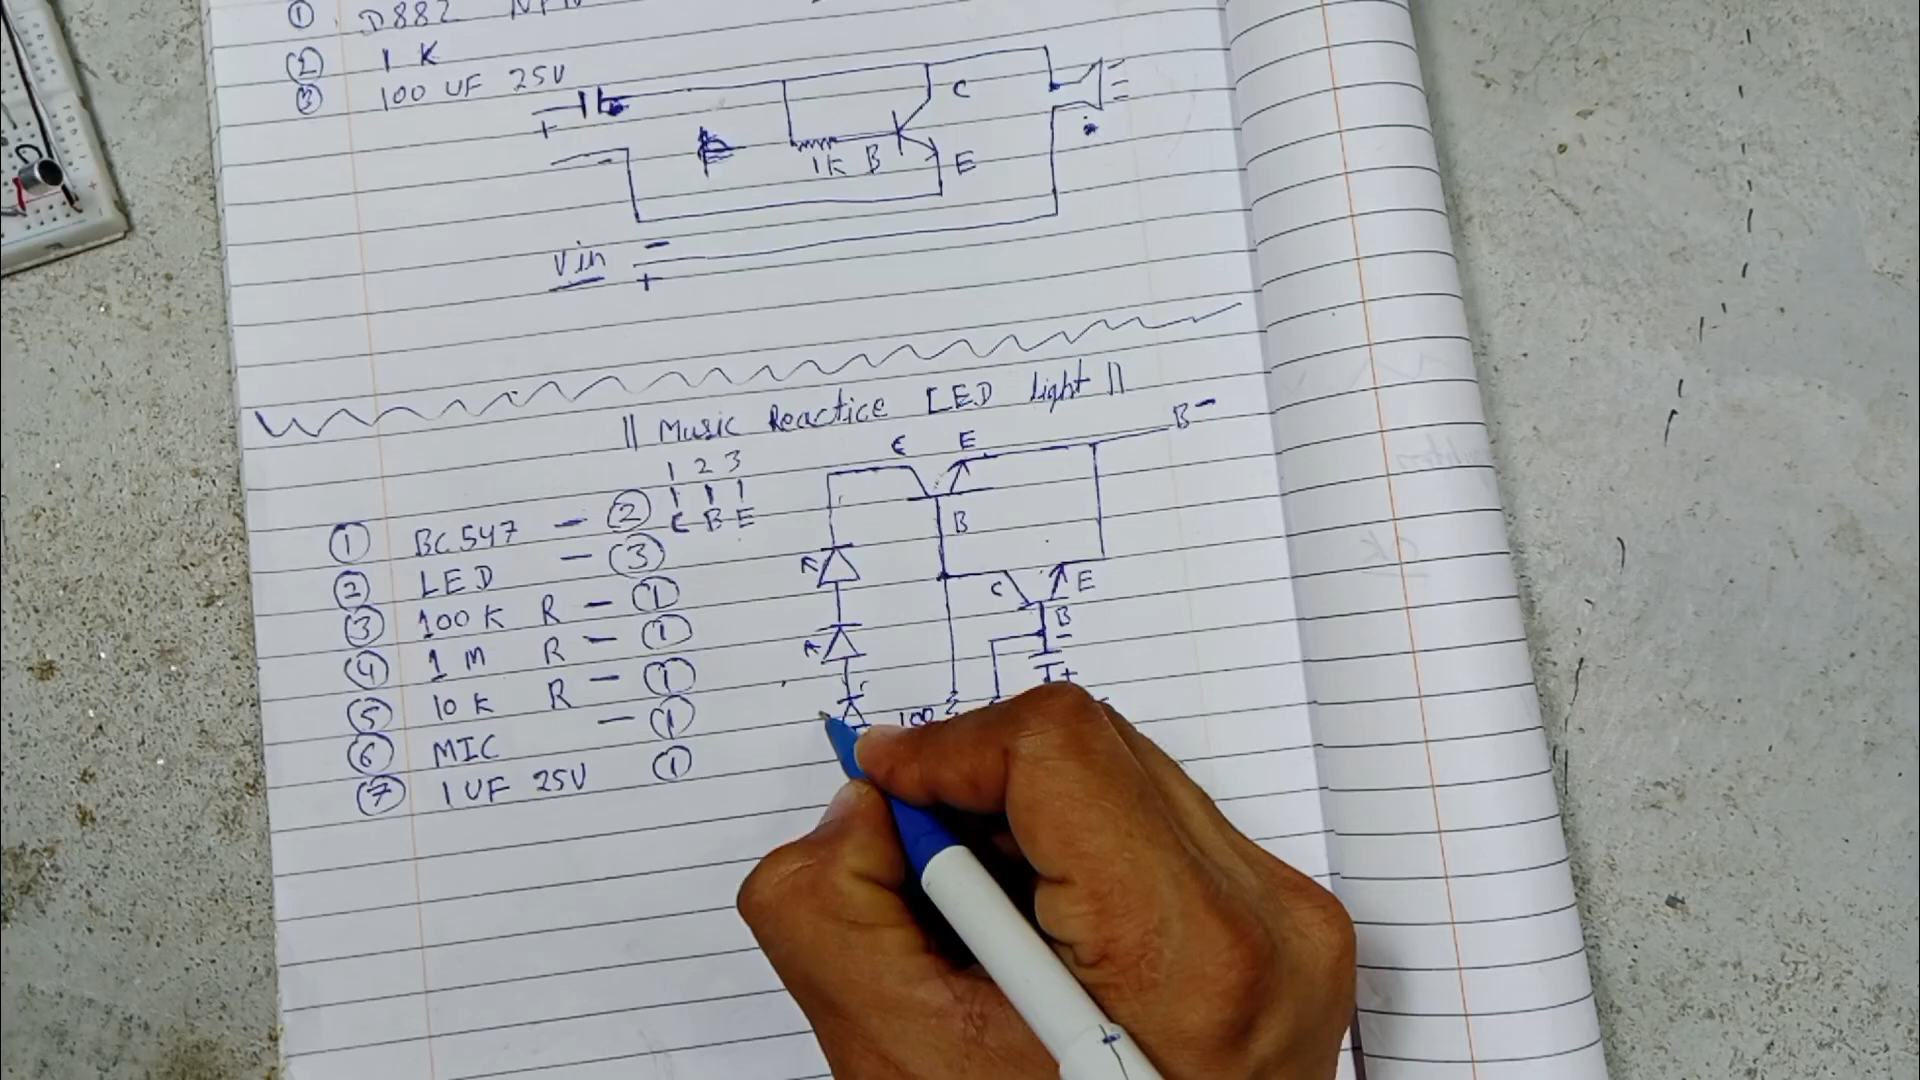 ① D882 NPN
② 1 K
③ 100 UF 25V
+
C
1K B
E
Vin
-
+
|| Music Reactice LED light ||
B-
C E
1 2 3
① BC547 - ② C B E
B
② LED - ③
③ 100K R - ①
C E
④ 1 M R - ①
B
-
⑤ 10 K R - ①
+
⑥ MIC - ①
100
⑦ 1 UF 25V ①